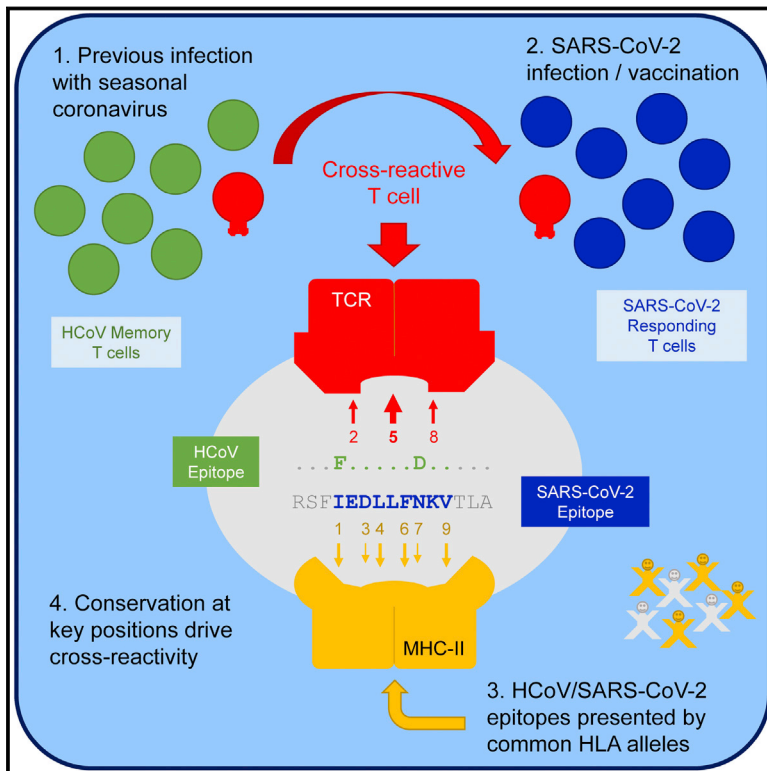 1. Previous infection
with seasonal
coronavirus
2. SARS-CoV-2
infection / vaccination
Cross-reactive
T cell
HCoV Memory
T cells
SARS-CoV-2
Responding
T cells
TCR
2 5 8
HCoV
Epitope
...F.....D.....
RSFIEDLLFNKVTLA
SARS-CoV-2
Epitope
1 3 4 6 7 9
MHC-II
4. Conservation at
key positions drive
cross-reactivity
3. HCoV/SARS-CoV-2
epitopes presented by
common HLA alleles